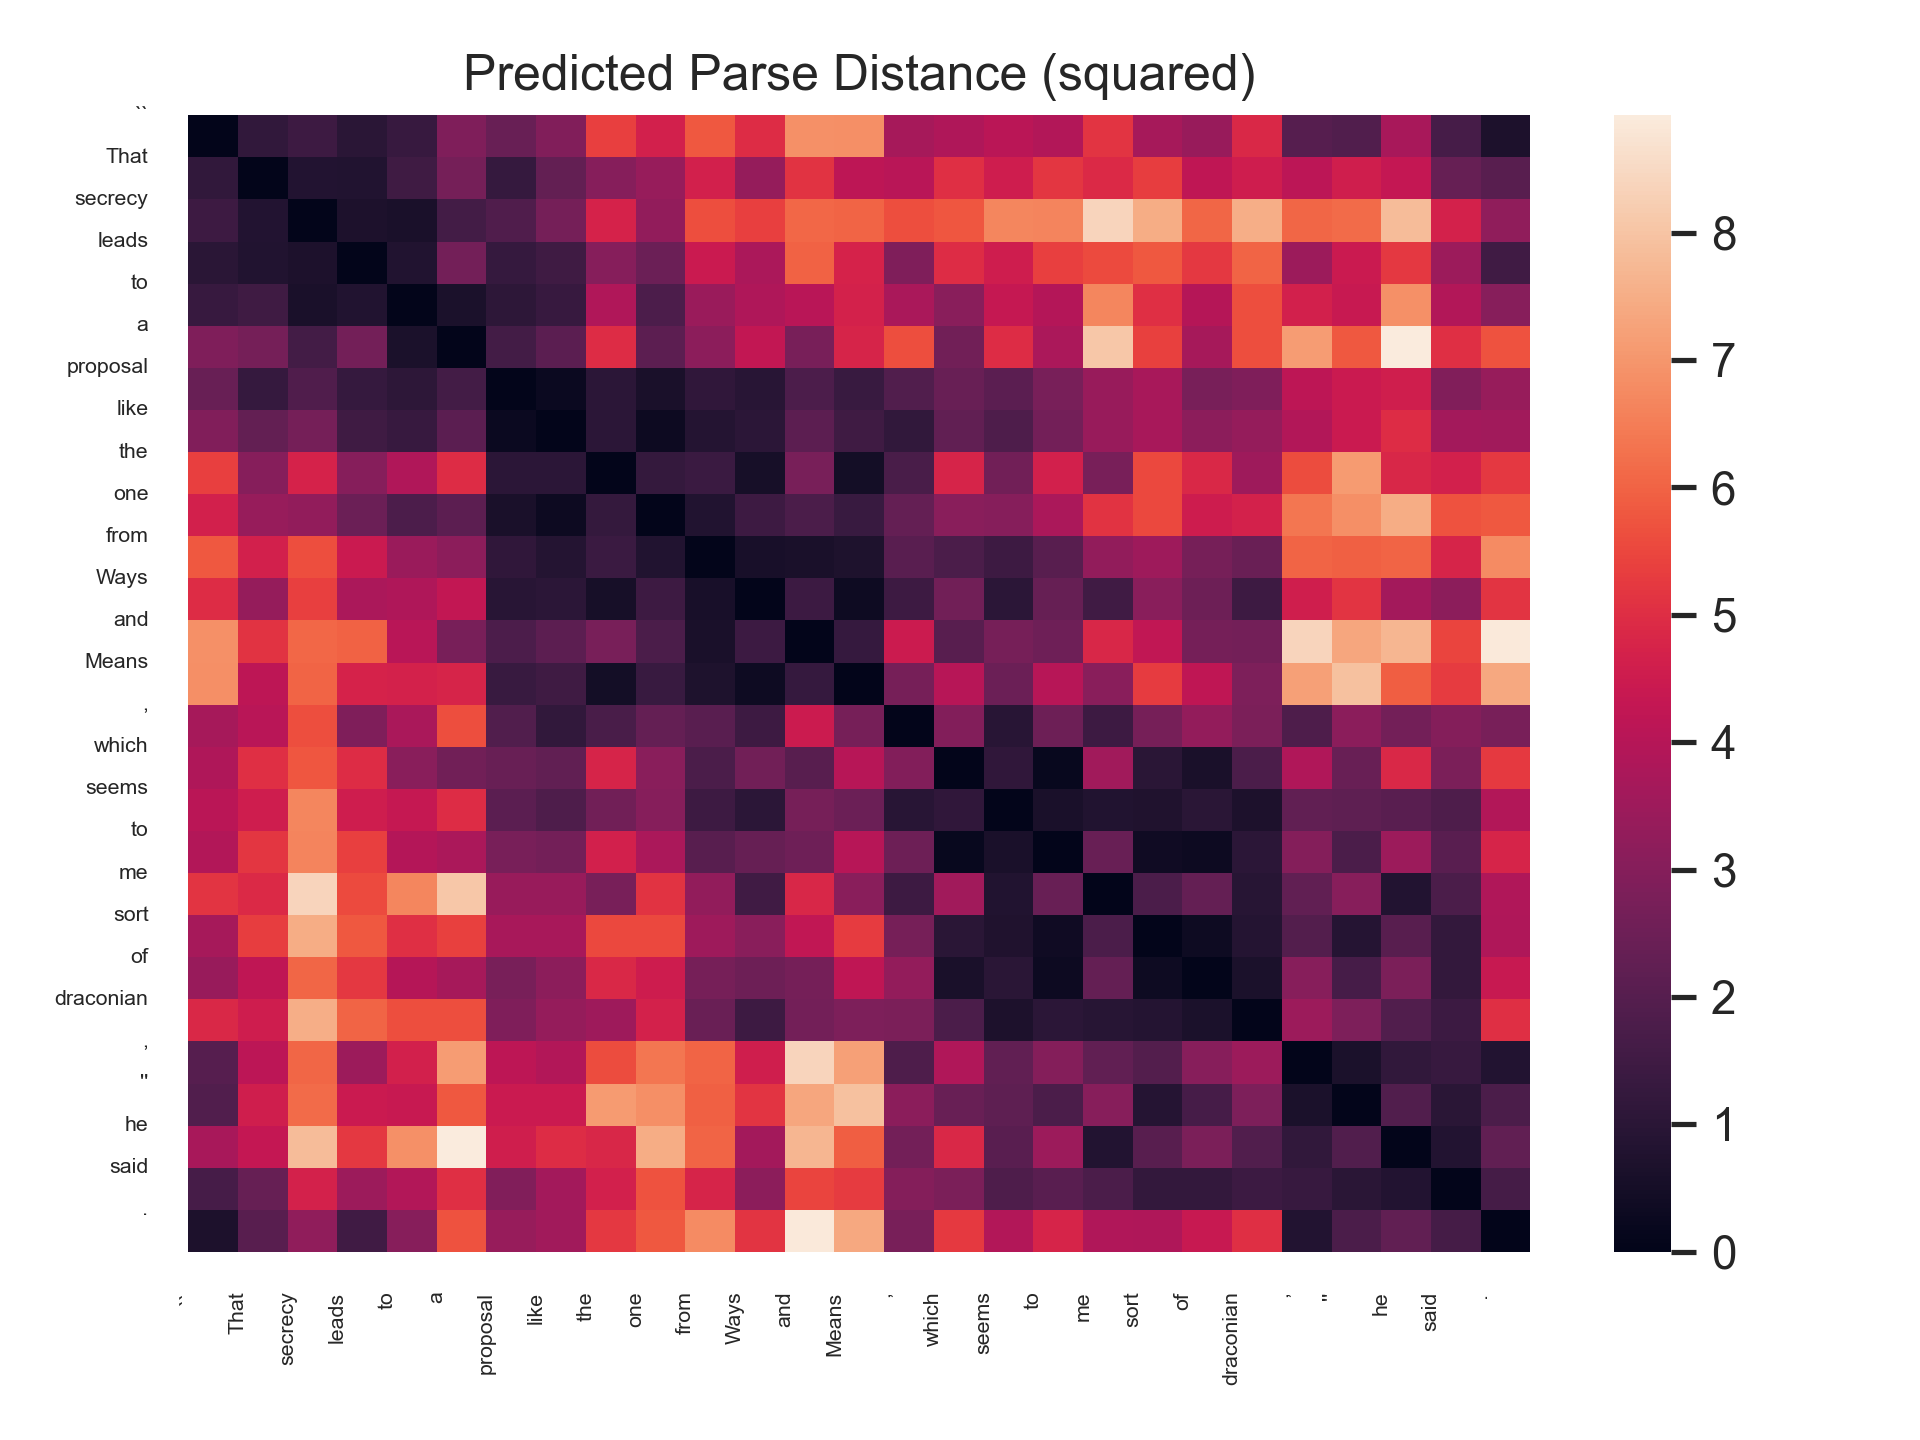 Predicted Parse Distance (squared)
``
That
secrecy
leads
to
a
proposal
like
the
one
from
Ways
and
Means
,
which
seems
to
me
sort
of
draconian
,
''
he
said
.
8
7
6
5
4
3
2
1
0
`` That secrecy leads to a proposal like the one from Ways and Means , which seems to me sort of draconian , '' he said .